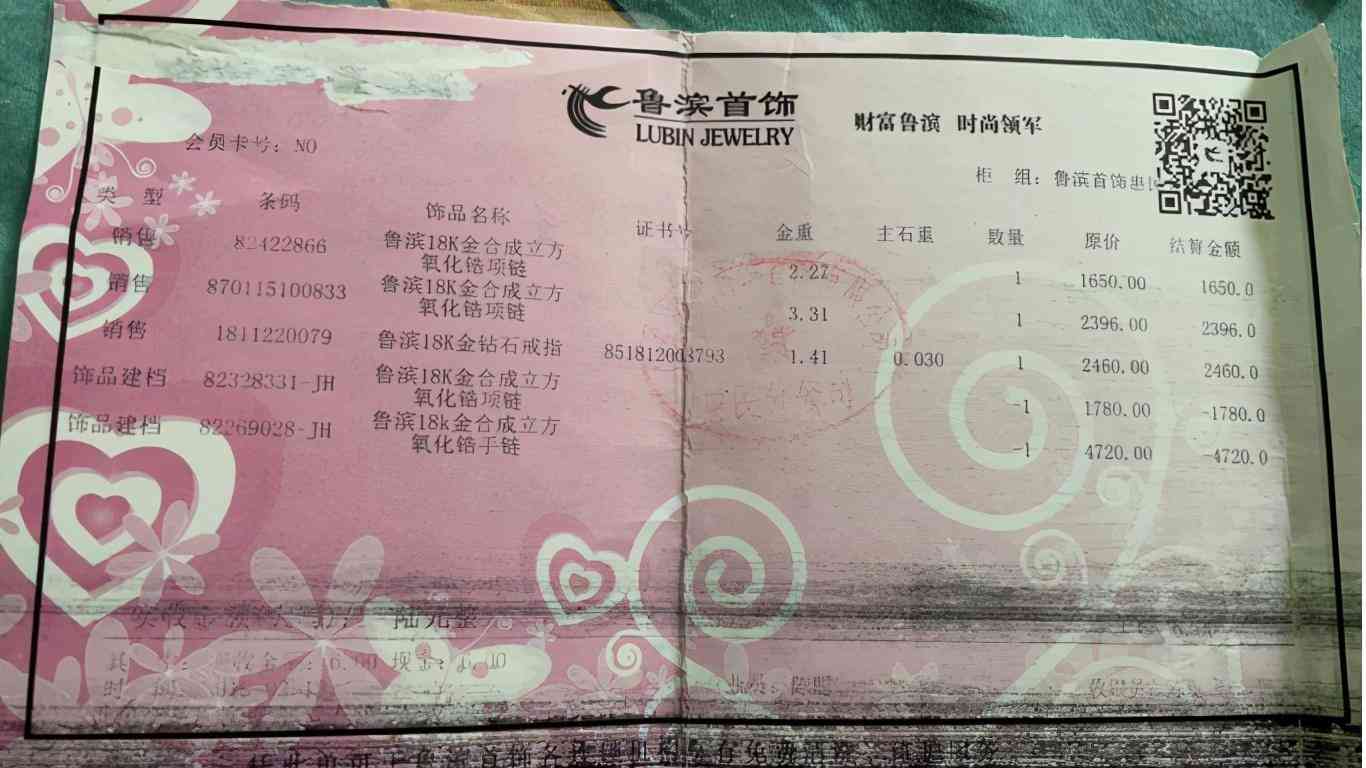 鲁滨首饰
LUBIN JEWELRY
财富鲁滨 时尚领军
会员卡号: NO
柜 组: 鲁滨首饰
类 型 条码 饰品名称 证书号 金重 主石重 数量 原价 结算金额
销售 82422866 鲁滨18K金合成立方氧化锆项链 2.27 1 1650.00 1650.0
销售 870115100833 鲁滨18K金合成立方氧化锆项链 3.31 1 2396.00 2396.0
销售 1811220079 鲁滨18K金钻石戒指 851812003793 1.41 0.030 1 2460.00 2460.0
饰品建档 82328331-JH 鲁滨18K金合成立方氧化锆项链 -1 1780.00 -1780.0
饰品建档 82269028-JH 鲁滨18k金合成立方氧化锆手链 -1 4720.00 -4720.0
陆元整
现金: 6.00